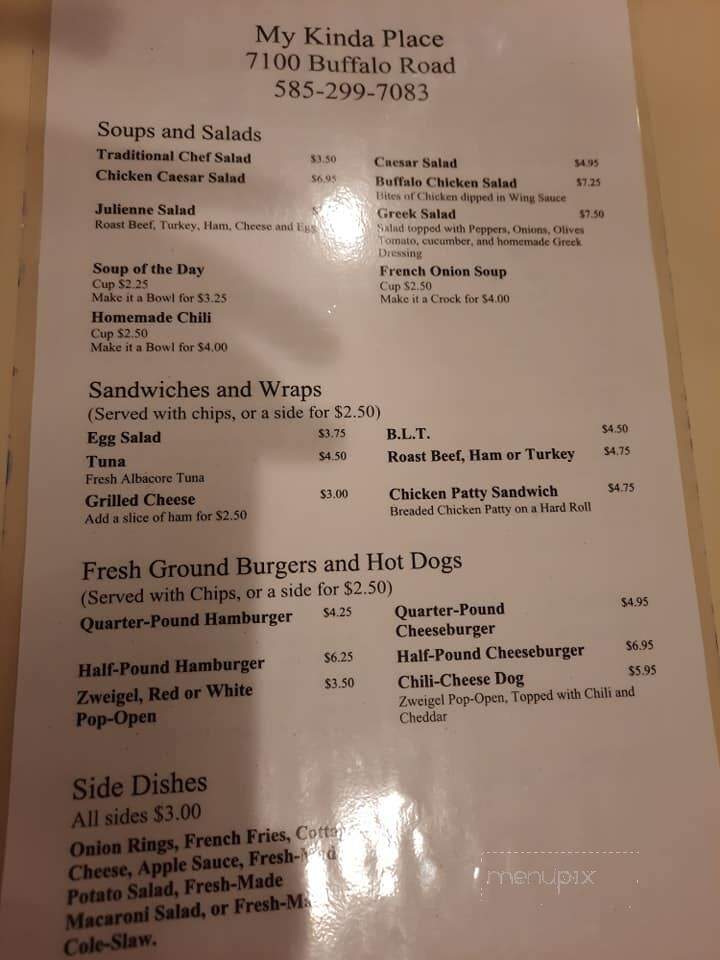 My Kinda Place
7100 Buffalo Road
585-299-7083
Soups and Salads
Traditional Chef Salad $3.50
Caesar Salad $4.95
Chicken Caesar Salad $6.95
Buffalo Chicken Salad $7.25
Bites of Chicken dipped in Wing Sauce
Julienne Salad
Roast Beef, Turkey, Ham, Cheese and Egg
Greek Salad $7.50
Salad topped with Peppers, Onions, Olives
Tomato, cucumber, and homemade Greek
Dressing
Soup of the Day
Cup $2.25
Make it a Bowl for $3.25
French Onion Soup
Cup $2.50
Make it a Crock for $4.00
Homemade Chili
Cup $2.50
Make it a Bowl for $4.00
Sandwiches and Wraps
(Served with chips, or a side for $2.50)
Egg Salad $3.75
B.L.T. $4.50
Tuna $4.50
Fresh Albacore Tuna
Roast Beef, Ham or Turkey $4.75
Grilled Cheese $3.00
Add a slice of ham for $2.50
Chicken Patty Sandwich $4.75
Breaded Chicken Patty on a Hard Roll
Fresh Ground Burgers and Hot Dogs
(Served with Chips, or a side for $2.50)
Quarter-Pound Hamburger $4.25
Quarter-Pound $4.95
Cheeseburger
Half-Pound Hamburger $6.25
Half-Pound Cheeseburger $6.95
Zweigel, Red or White $3.50
Pop-Open
Chili-Cheese Dog $5.95
Zweigel Pop-Open, Topped with Chili and
Cheddar
Side Dishes
All sides $3.00
Onion Rings, French Fries,
Cheese, Apple Sauce,
Potato Salad, Fresh-Made
Macaroni Salad, or
Cole-Slaw.
menupix